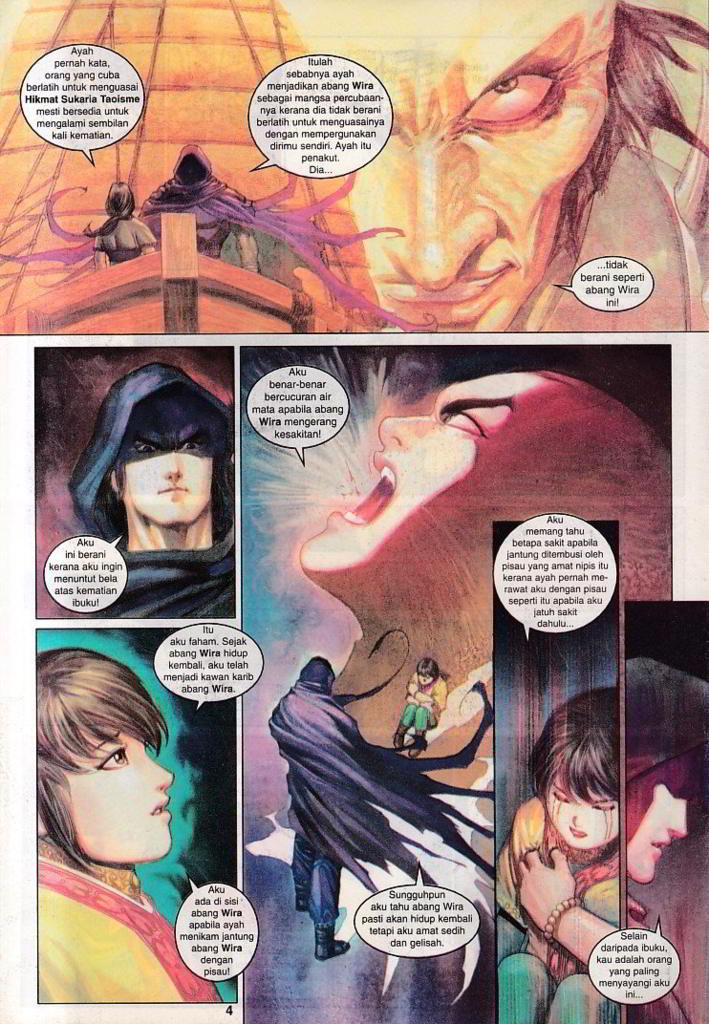 Ayah
pernah kata,
orang yang cuba
berlatih untuk menguasai
Hikmat Sukaria Taoisme
mesti bersedia untuk
mengalami sembilan
kali kematian.
Itulah
sebabnya ayah
menjadikan abang Wira
sebagai mangsa percubaan-
nya kerana dia tidak berani
berlatih untuk menguasainya
dengan mempergunakan
dirimu sendiri. Ayah itu
penakut.
Dia...
...tidak
berani seperti
abang Wira
ini!
Aku
ini berani
kerana aku ingin
menuntut bela
atas kematian
ibuku!
Aku
benar-benar
bercucuran air
mata apabila abang
Wira mengerang
kesakitan!
Aku
memang tahu
betapa sakit apabila
jantung ditembusi oleh
pisau yang amat nipis itu
kerana ayah pernah me-
rawat aku dengan pisau
seperti itu apabila aku
jatuh sakit
dahulu...
Itu
aku faham. Sejak
abang Wira hidup
kembali, aku telah
menjadi kawan karib
abang Wira.
Aku
ada di sisi
abang Wira
apabila ayah
menikam jantung
abang Wira
dengan
pisau!
Sungguhpun
aku tahu abang Wira
pasti akan hidup kembali
tetapi aku amat sedih
dan gelisah.
Selain
daripada ibuku,
kau adalah orang
yang paling
menyayangi aku
ini...
4